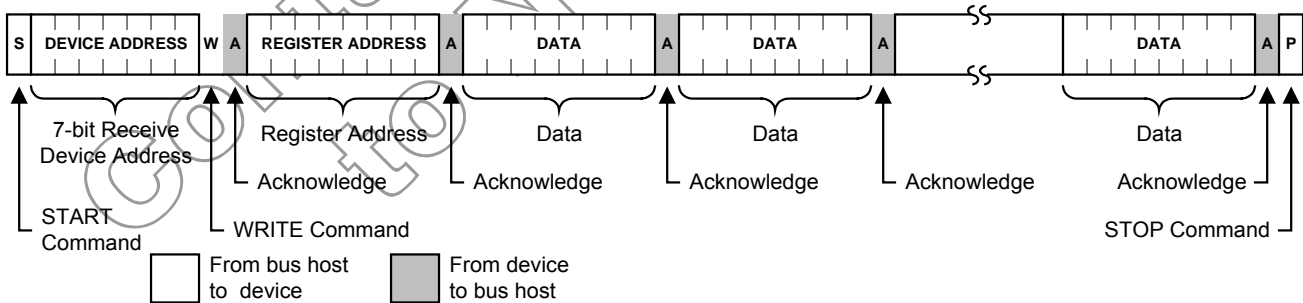 S DEVICE ADDRESS W A REGISTER ADDRESS A DATA A DATA A DATA A P
7-bit Receive
Device Address
Register Address
Data
Data
Data
Acknowledge
Acknowledge
Acknowledge
Acknowledge
Acknowledge
START
Command
WRITE Command
STOP Command
From bus host
to device
From device
to bus host